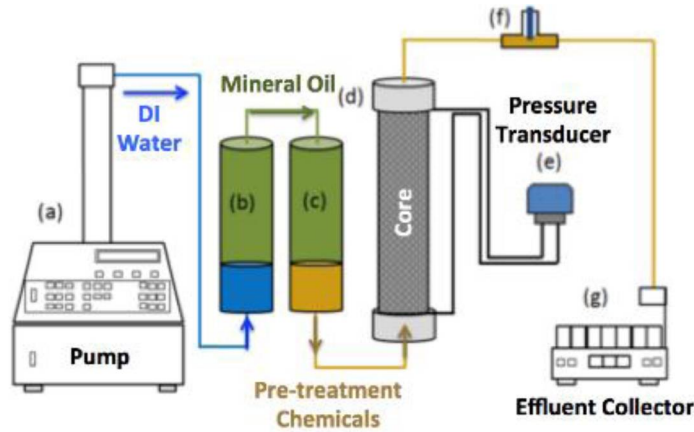 (f)
Mineral Oil
(d)
DI
Water
Pressure
Transducer
(e)
(a)
(b)
(c)
Core
(g)
Pump
Pre-treatment
Chemicals
Effluent Collector